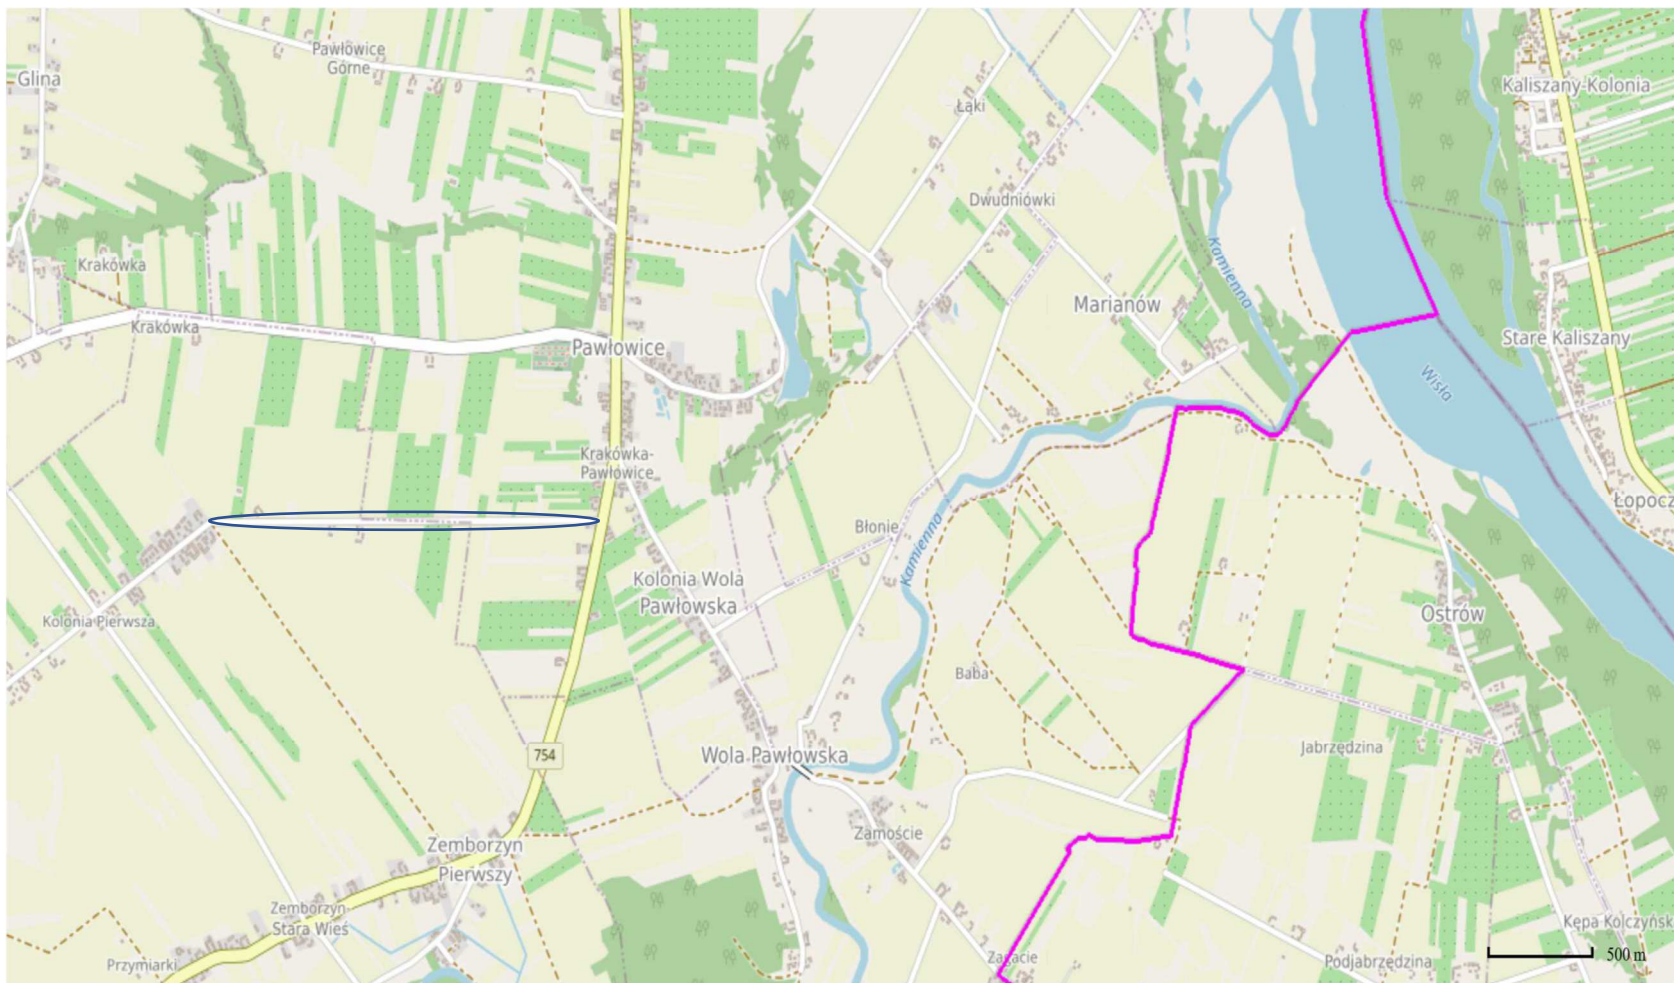 Pawłowice
Górne
Glina
Kaliszany-Kolonia
Łąki
Dwudniówki
Krakówka
Kamienna
Marianów
Krakówka
Stare Kaliszany
Pawłowice
Wisła
Krakówka-
Pawłowice
Łopocz
Błonie
Kamienna
Kolonia Wola
Pawłowska
Kolonia Pierwsza
Ostrów
Baba
Jabrzędzina
Wola Pawłowska
754
Zamoście
Zemborzyn
Pierwszy
Zemborzyn
Stara Wieś
Kępa Kolczyńsk
Przymiarki
Zagacie
Podjabrzędzina
500 m